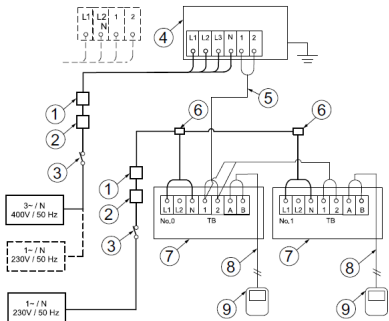 L1 L2 N 1 2
4
L1 L2 L3 N 1 2
1
2
3
5
6
6
1
2
3
3~ / N
400V / 50 Hz
1~ / N
230V / 50 Hz
1~ / N
230V / 50 Hz
L1 L2 N 1 2 A B
No.0 TB
L1 L2 N 1 2 A B
No.1 TB
7
8
7
8
9
9